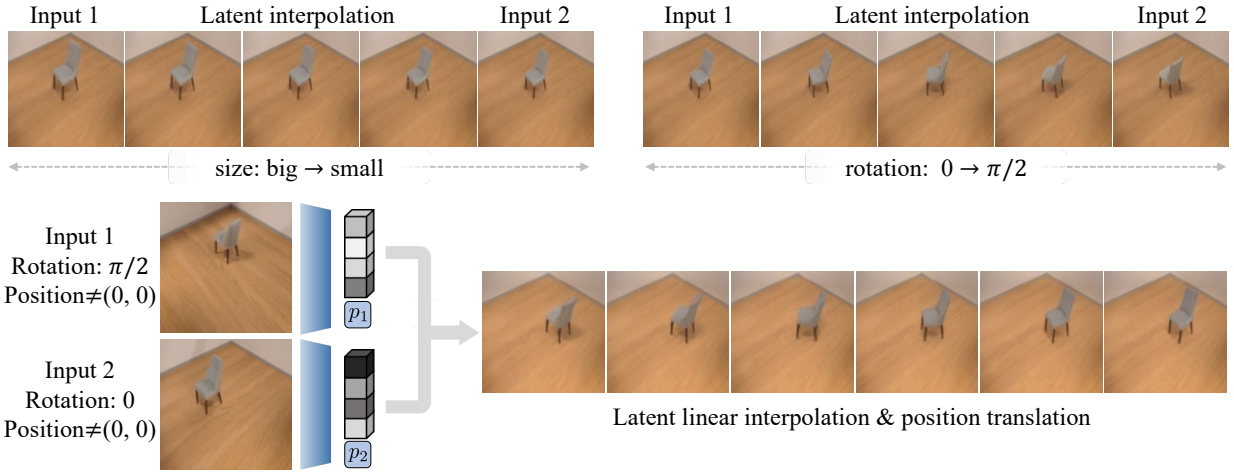 Input 1 Latent interpolation Input 2
Input 1 Latent interpolation Input 2
size: big → small
rotation: 0 → π/2
Input 1
Rotation: π/2
Position≠(0, 0)
p₁
Input 2
Rotation: 0
Position≠(0, 0)
p₂
Latent linear interpolation & position translation